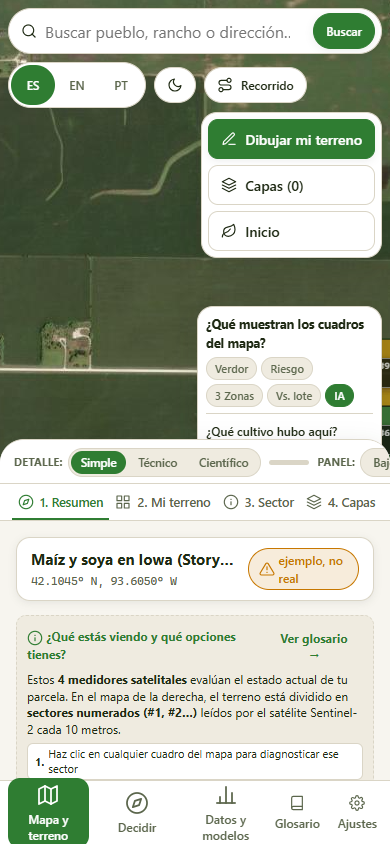 Buscar pueblo, rancho o dirección..
Buscar
ES EN PT
Recorrido
Dibujar mi terreno
Capas (0)
Inicio
¿Qué muestran los cuadros
del mapa?
Verdor Riesgo
3 Zonas Vs. lote IA
¿Qué cultivo hubo aquí?
DETALLE: Simple Técnico Científico PANEL:
1. Resumen 2. Mi terreno 3. Sector 4. Capas
Maíz y soya en Iowa (Story...
42.1045° N, 93.6050° W
ejemplo, no
real
¿Qué estás viendo y qué opciones
tienes?
Ver glosario
→
Estos 4 medidores satelitales evalúan el estado actual de tu
parcela. En el mapa de la derecha, el terreno está dividido en
sectores numerados (#1, #2...) leídos por el satélite Sentinel-
2 cada 10 metros.
1. Haz clic en cualquier cuadro del mapa para diagnosticar ese
sector
Mapa y
terreno
Decidir
Datos y
modelos
Glosario
Ajustes